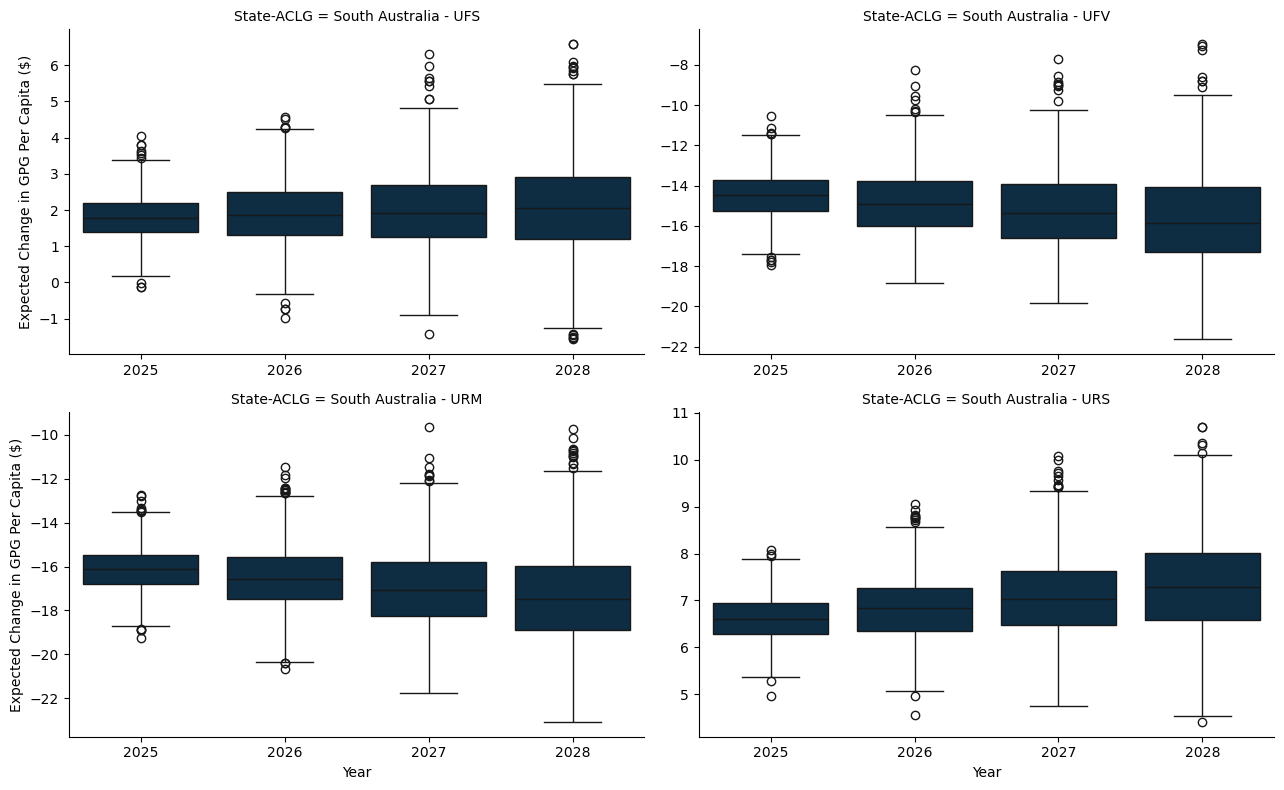 State-ACLG = South Australia - UFS
Expected Change in GPG Per Capita ($)
6
5
4
3
2
1
0
−1
2025 2026 2027 2028
State-ACLG = South Australia - UFV
−8
−10
−12
−14
−16
−18
−20
−22
2025 2026 2027 2028
State-ACLG = South Australia - URM
Expected Change in GPG Per Capita ($)
−10
−12
−14
−16
−18
−20
−22
2025 2026 2027 2028
Year
State-ACLG = South Australia - URS
11
10
9
8
7
6
5
2025 2026 2027 2028
Year